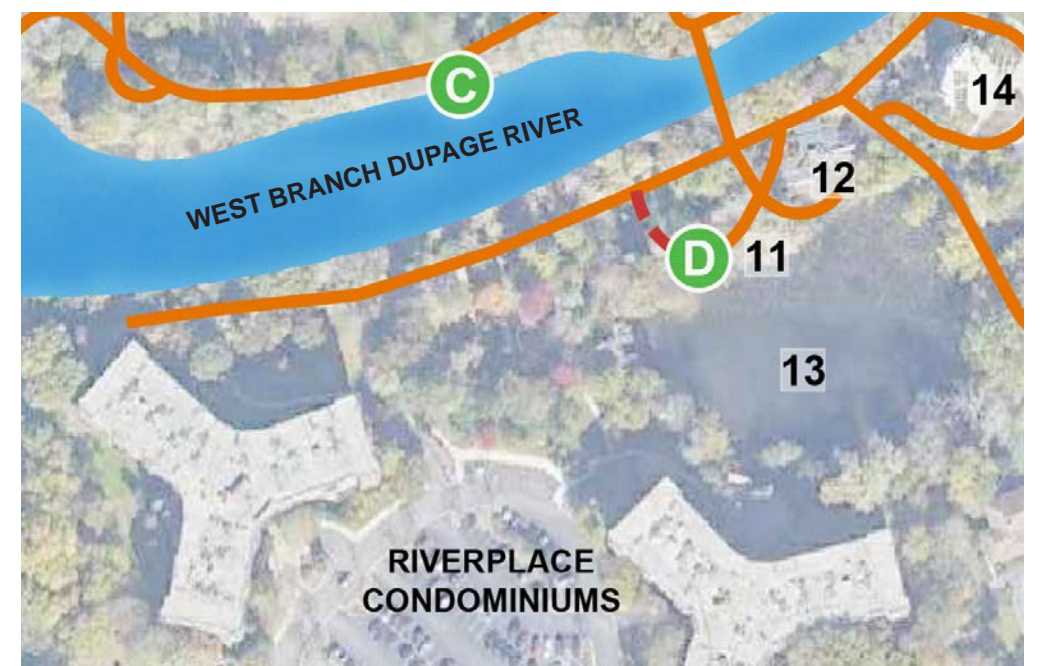 C
14
WEST BRANCH DUPAGE RIVER
12
D
11
13
RIVERPLACE
CONDOMINIUMS